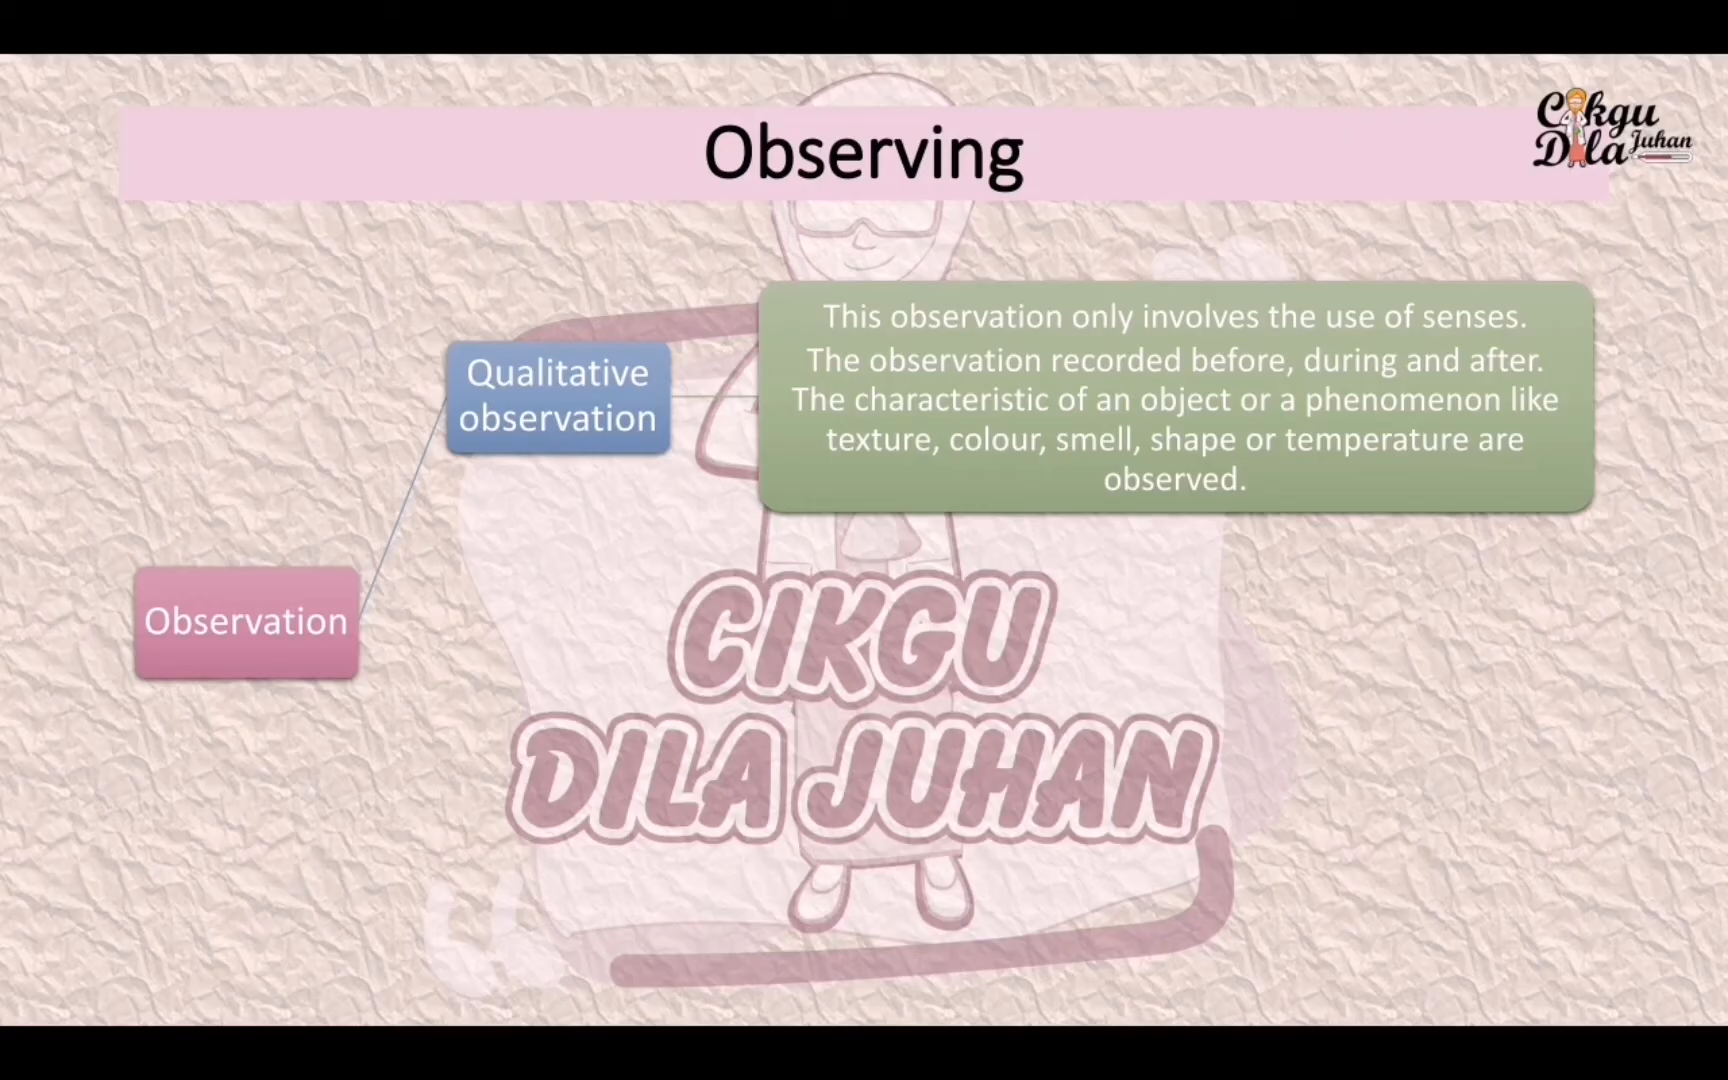 Observing
Cikgu
Dila Juhan
Qualitative
observation
This observation only involves the use of senses.
The observation recorded before, during and after.
The characteristic of an object or a phenomenon like
texture, colour, smell, shape or temperature are
observed.
Observation
CIKGU
DILA JUHAN